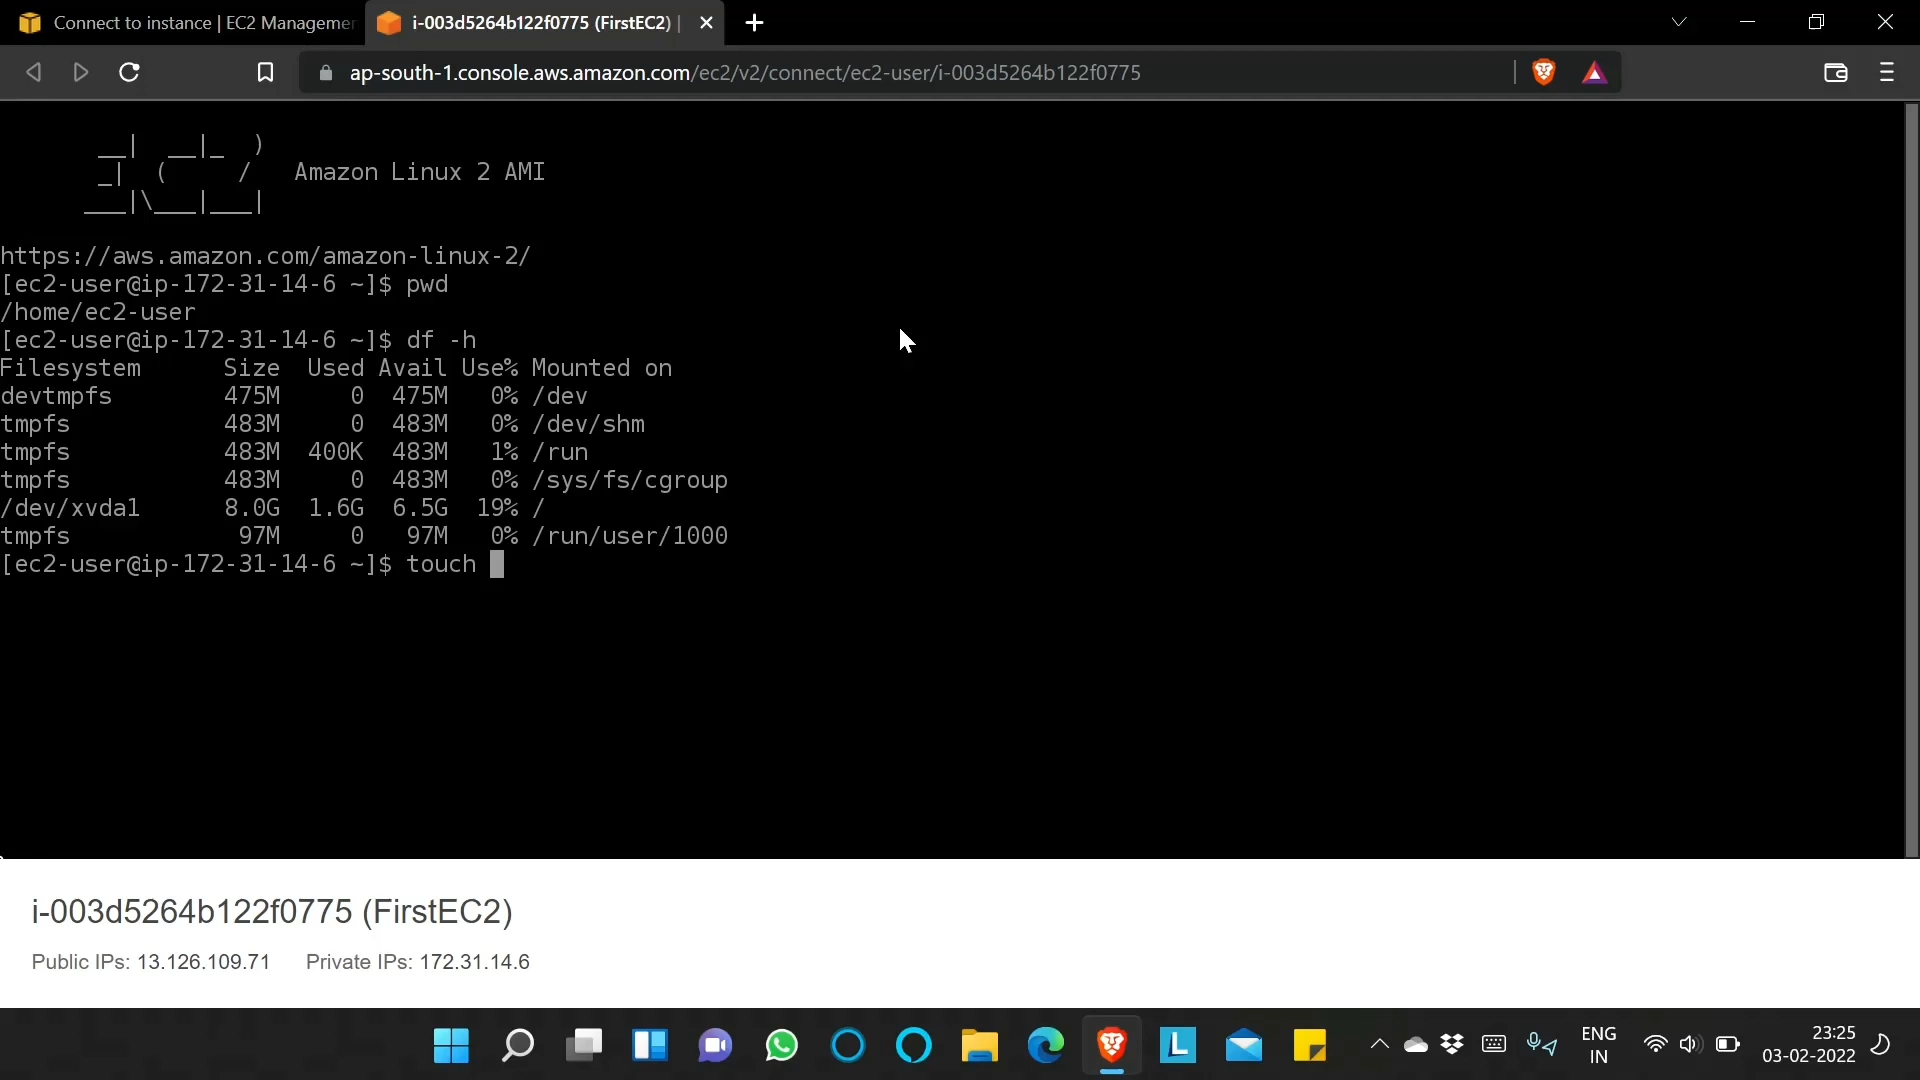 Connect to instance | EC2 Managemen
i-003d5264b122f0775 (FirstEC2) |
ap-south-1.console.aws.amazon.com/ec2/v2/connect/ec2-user/i-003d5264b122f0775
__|  __|_  )
_|  (     /   Amazon Linux 2 AMI
___|\___|___|
https://aws.amazon.com/amazon-linux-2/
[ec2-user@ip-172-31-14-6 ~]$ pwd
/home/ec2-user
[ec2-user@ip-172-31-14-6 ~]$ df -h
Filesystem      Size  Used Avail Use% Mounted on
devtmpfs        475M     0  475M   0% /dev
tmpfs           483M     0  483M   0% /dev/shm
tmpfs           483M  400K  483M   1% /run
tmpfs           483M     0  483M   0% /sys/fs/cgroup
/dev/xvda1      8.0G  1.6G  6.5G  19% /
tmpfs            97M     0   97M   0% /run/user/1000
[ec2-user@ip-172-31-14-6 ~]$ touch
i-003d5264b122f0775 (FirstEC2)
Public IPs: 13.126.109.71 Private IPs: 172.31.14.6
L
ENG
IN
23:25
03-02-2022